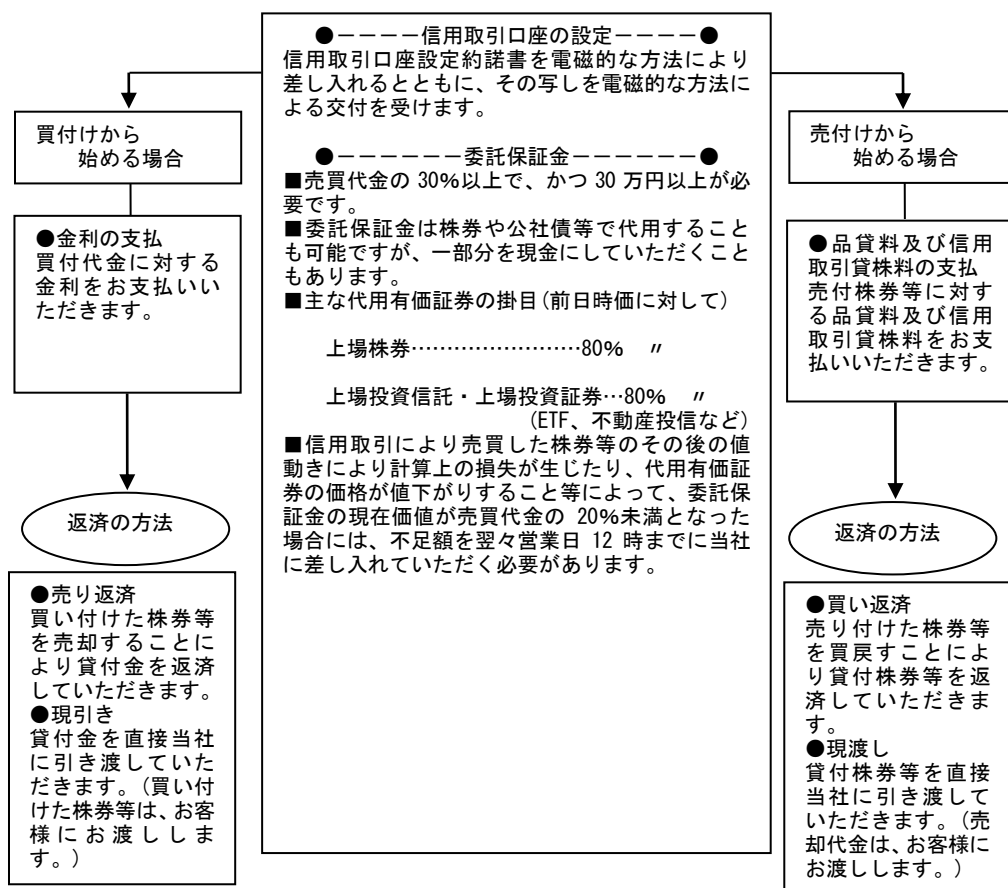 ●－－－－信用取引口座の設定－－－－●
信用取引口座設定約諾書を電磁的な方法により
差し入れるとともに、その写しを電磁的な方法に
よる交付を受けます。
●－－－－－－委託保証金－－－－－－●
■売買代金の 30％以上で、かつ 30 万円以上が必
要です。
■委託保証金は株券や公社債等で代用すること
も可能ですが、一部分を現金にしていただくこと
もあります。
■主な代用有価証券の掛目(前日時価に対して)
上場株券……………………80％ 〃
上場投資信託・上場投資証券…80％ 〃
(ETF、不動産投信など)
■信用取引により売買した株券等のその後の値
動きにより計算上の損失が生じたり、代用有価証
券の価格が値下がりすること等によって、委託保
証金の現在価値が売買代金の 20％未満となった
場合には、不足額を翌々営業日 12 時までに当社
に差し入れていただく必要があります。
買付けから
始める場合
●金利の支払
買付代金に対する
金利をお支払いい
ただきます。
返済の方法
●売り返済
買い付けた株券等
を売却することに
より貸付金を返済
していただきます。
●現引き
貸付金を直接当社
に引き渡していた
だきます。(買い付
けた株券等は、お客
様にお渡ししま
す。)
売付けから
始める場合
●品貸料及び信用
取引貸株料の支払
売付株券等に対す
る品貸料及び信用
取引貸株料をお支
払いいただきます。
返済の方法
●買い返済
売り付けた株券等
を買戻すことによ
り貸付株券等を返
済していただきま
す。
●現渡し
貸付株券等を直接
当社に引き渡して
いただきます。(売
却代金は、お客様に
お渡しします。)